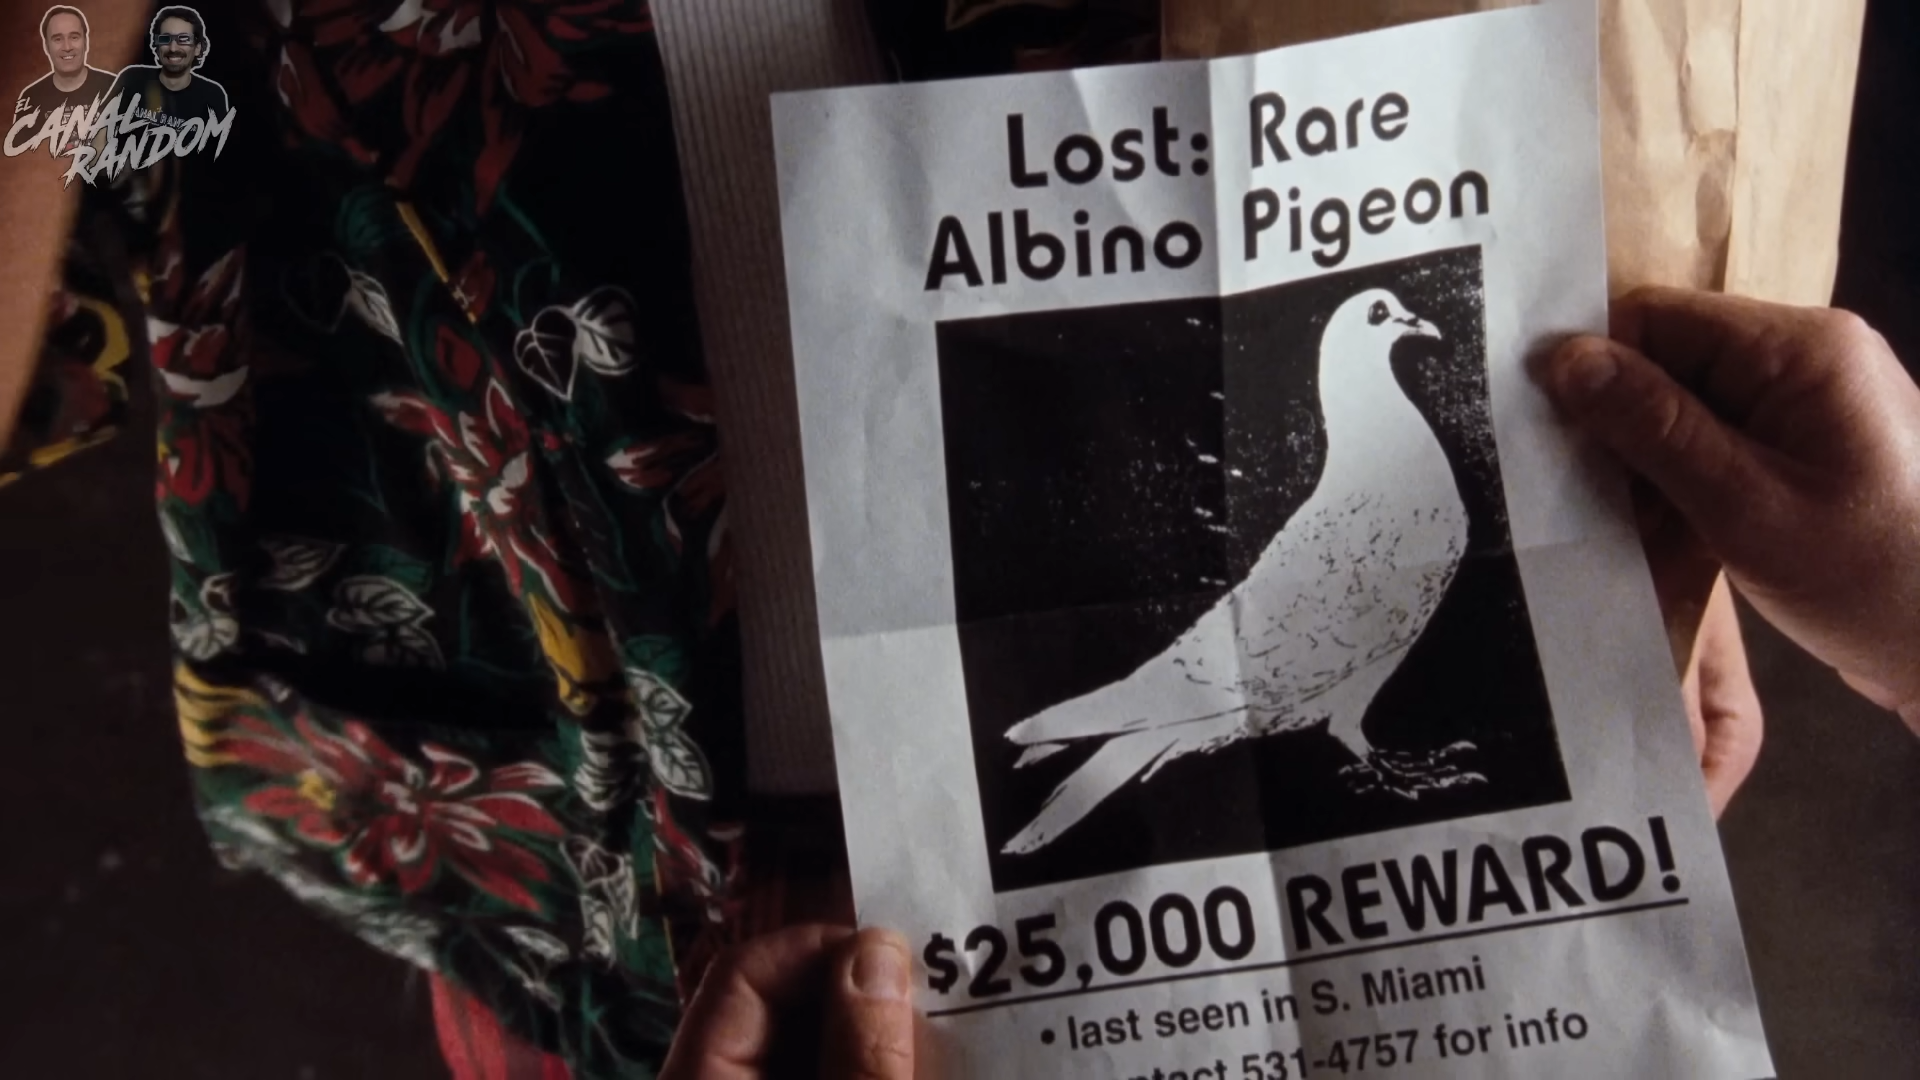 EL
CANAL
RANDOM
Lost: Rare
Albino Pigeon
$25,000 REWARD!
• last seen in S. Miami
531-4757 for info